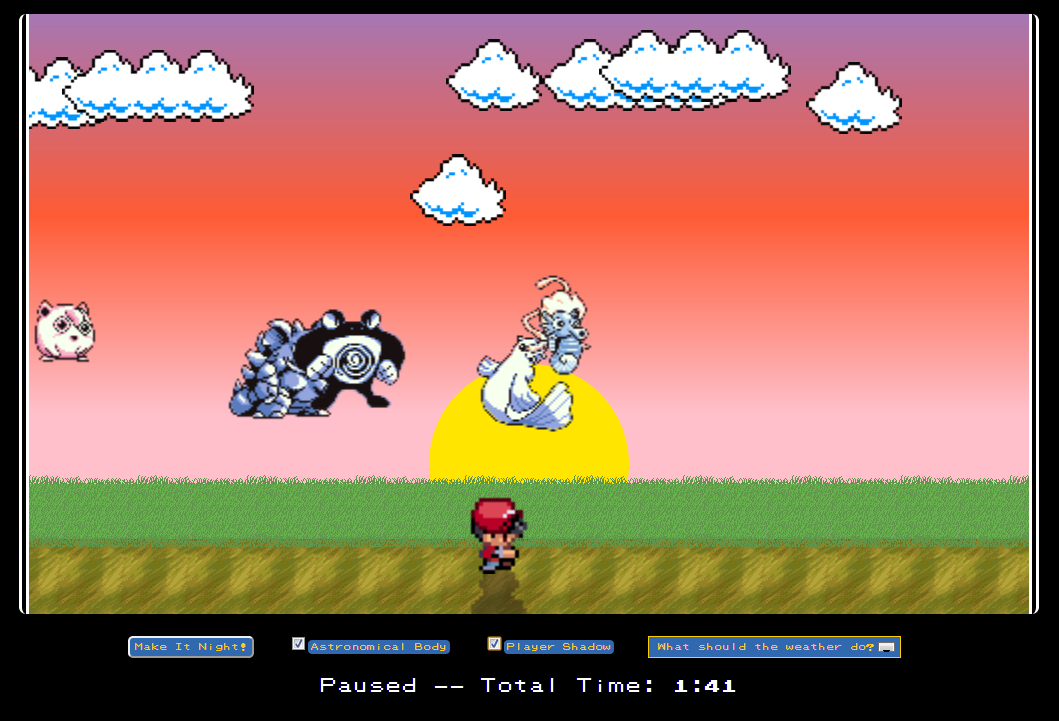 Make It Night!
Astronomical Body
Player Shadow
What should the weather do?
Paused -- Total Time: 1:41